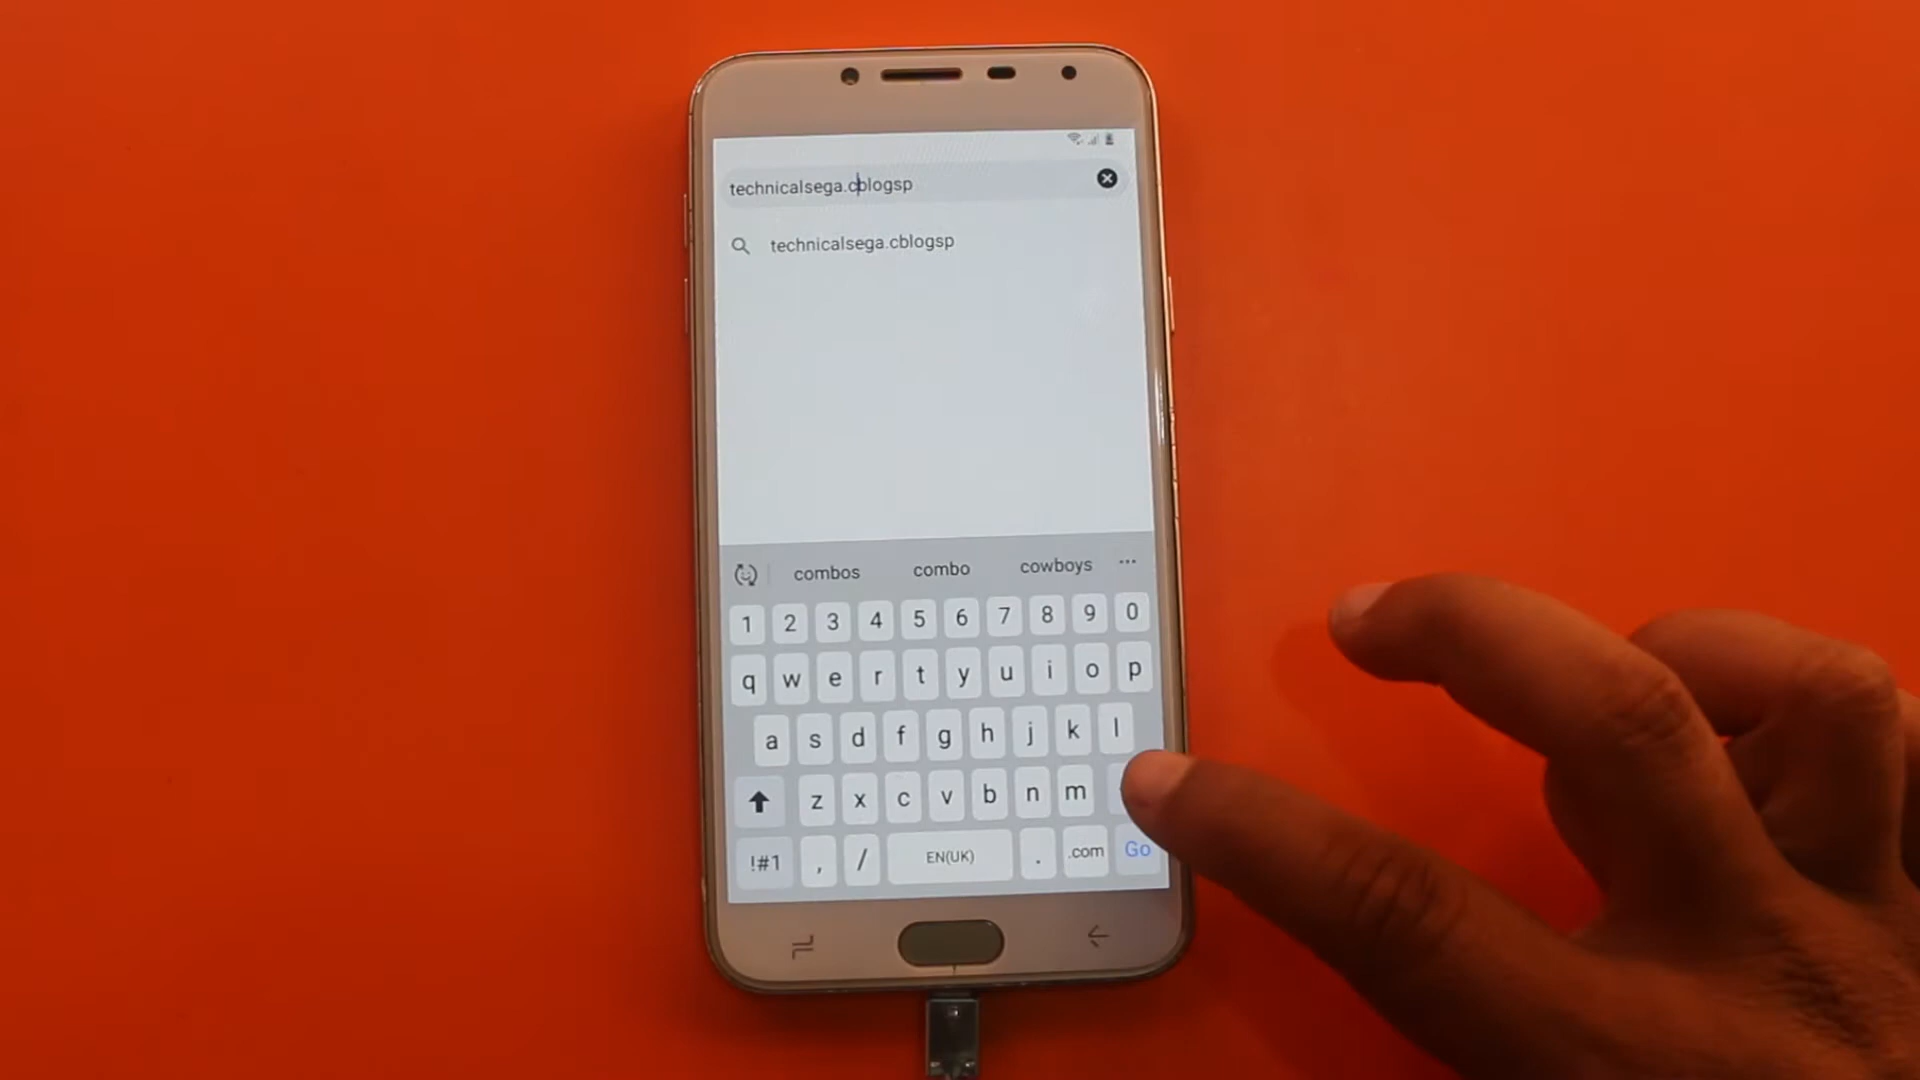 technicalsega.cblogsp
technicalsega.cblogsp
combos combo cowboys ...
1 2 3 4 5 6 7 8 9 0
q w e r t y u i o p
a s d f g h j k l
z x c v b n m
!#1 , / EN(UK) . .com Go